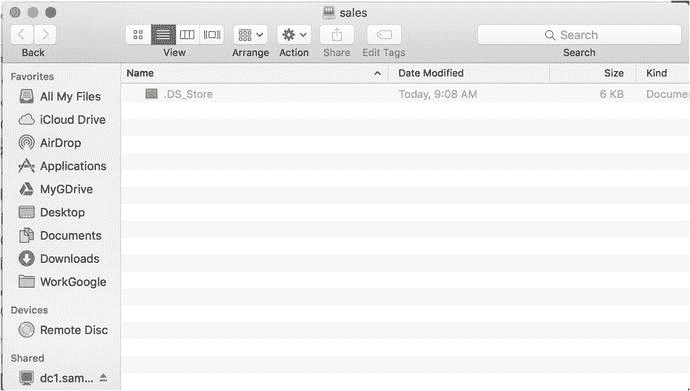 sales
Back
View
Arrange
Action
Share
Edit Tags
Search
Search
Favorites
All My Files
iCloud Drive
AirDrop
Applications
MyGDrive
Desktop
Documents
Downloads
WorkGoogle
Devices
Remote Disc
Shared
dc1.sam...
Name Date Modified Size Kind
.DS_Store Today, 9:08 AM 6 KB Docume